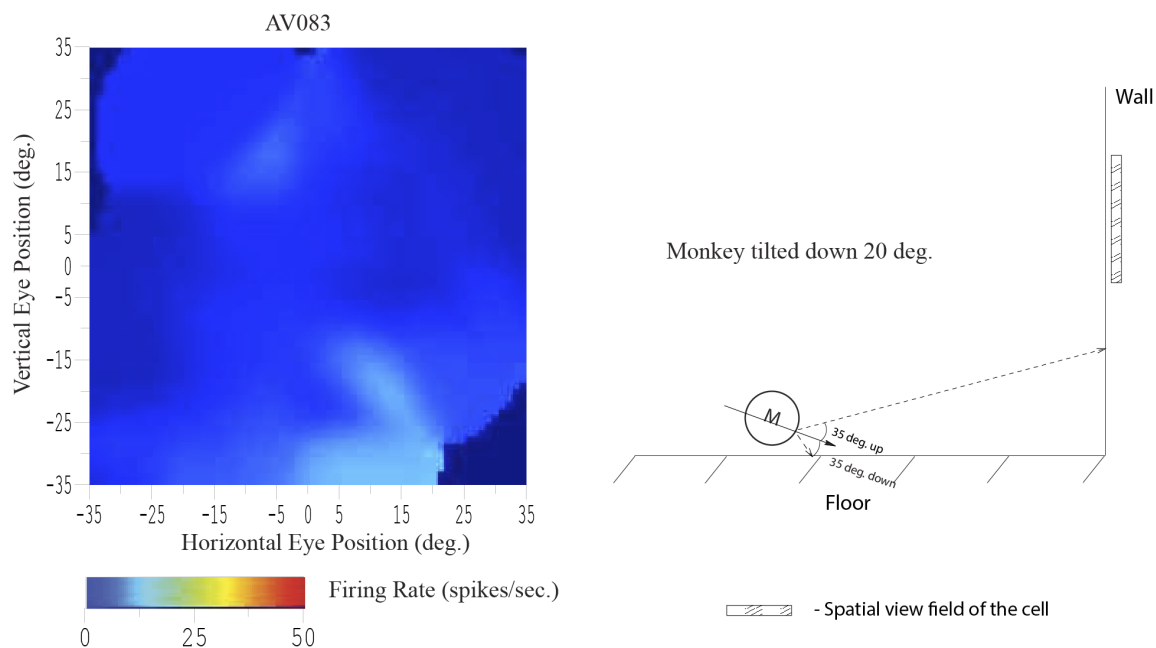 AV083
35
25
15
5
0
-5
-15
-25
-35
Vertical Eye Position (deg.)
-35
-25
-15
-5
0
5
15
25
35
Horizontal Eye Position (deg.)
Firing Rate (spikes/sec.)
0
25
50
Wall
Monkey tilted down 20 deg.
M
35 deg. up
35 deg. down
Floor
- Spatial view field of the cell